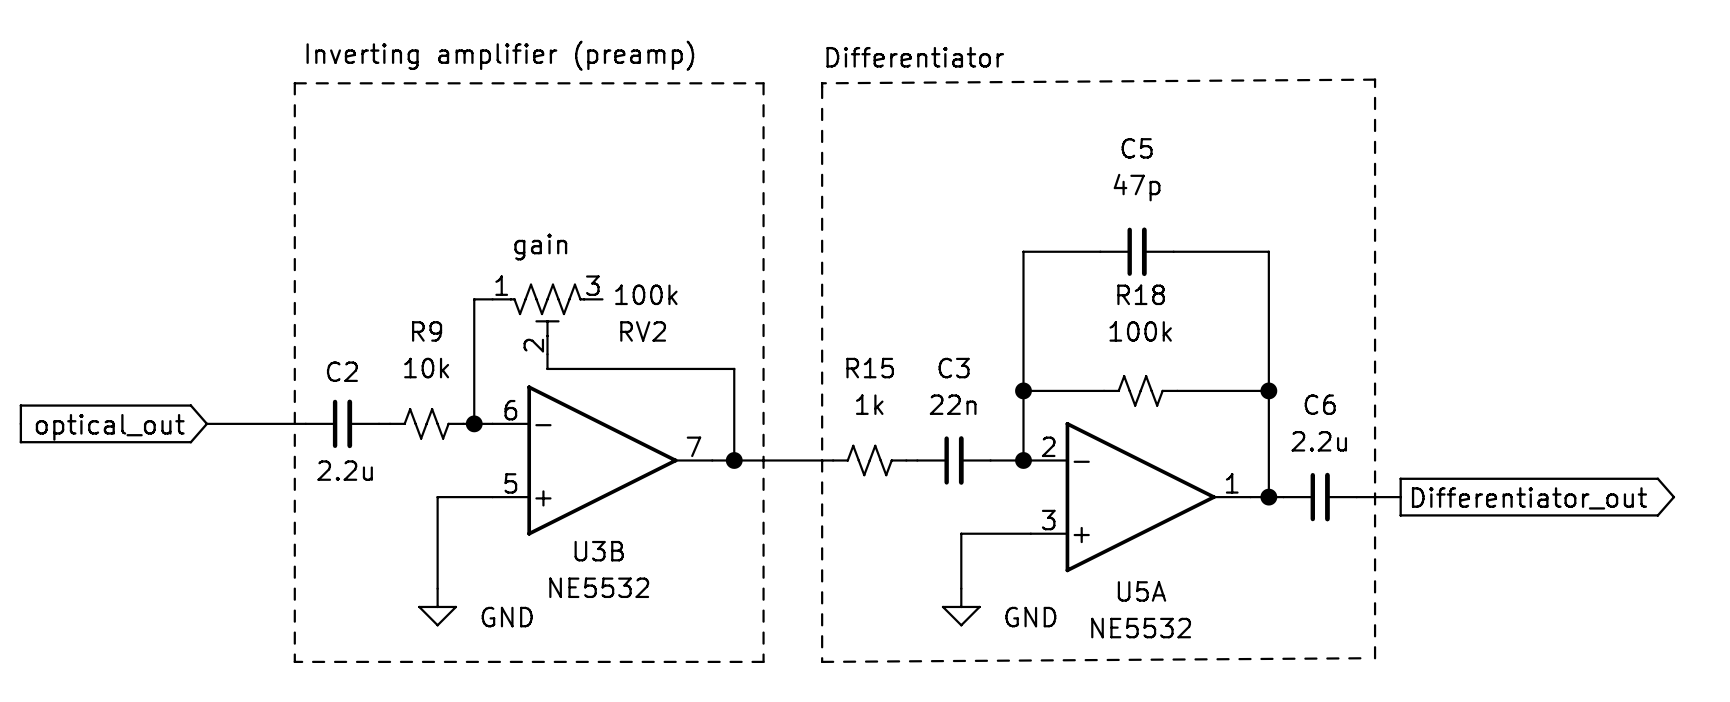 Inverting amplifier (preamp)
Differentiator
C5
47p
gain
1
3
100k
RV2
2
R18
100k
R9
10k
C2
2.2u
optical_out
6
−
7
5
+
U3B
NE5532
GND
R15
1k
C3
22n
2
−
1
3
+
U5A
NE5532
GND
C6
2.2u
Differentiator_out